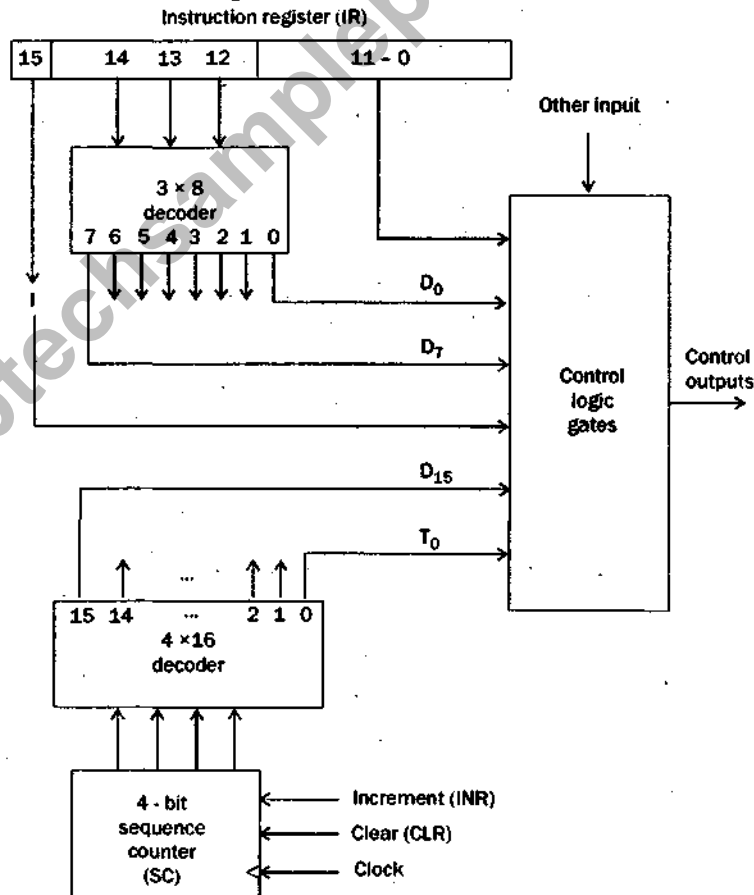 Instruction register (IR)
15 14 13 12 11 - 0
Other input
3 × 8
decoder
7 6 5 4 3 2 1 0
D0
D7
I
Control
logic
gates
Control
outputs
D15
T0
...
15 14 ... 2 1 0
4 ×16
decoder
4 - bit
sequence
counter
(SC)
Increment (INR)
Clear (CLR)
Clock
otechsamplep